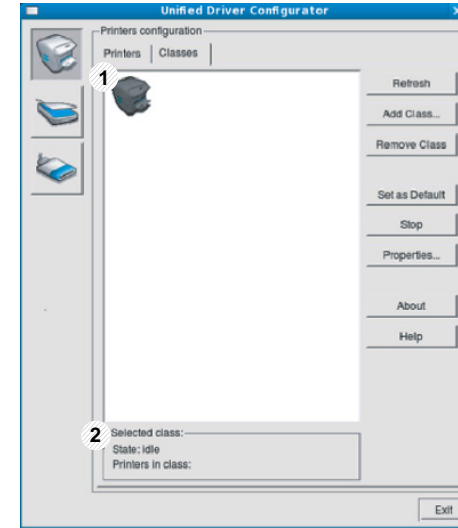 Unified Driver Configurator
Printers configuration
Printers Classes
1
Refresh
Add Class...
Remove Class
Set as Default
Stop
Properties...
About
Help
2
Selected class:
State: idle
Printers in class:
Exit